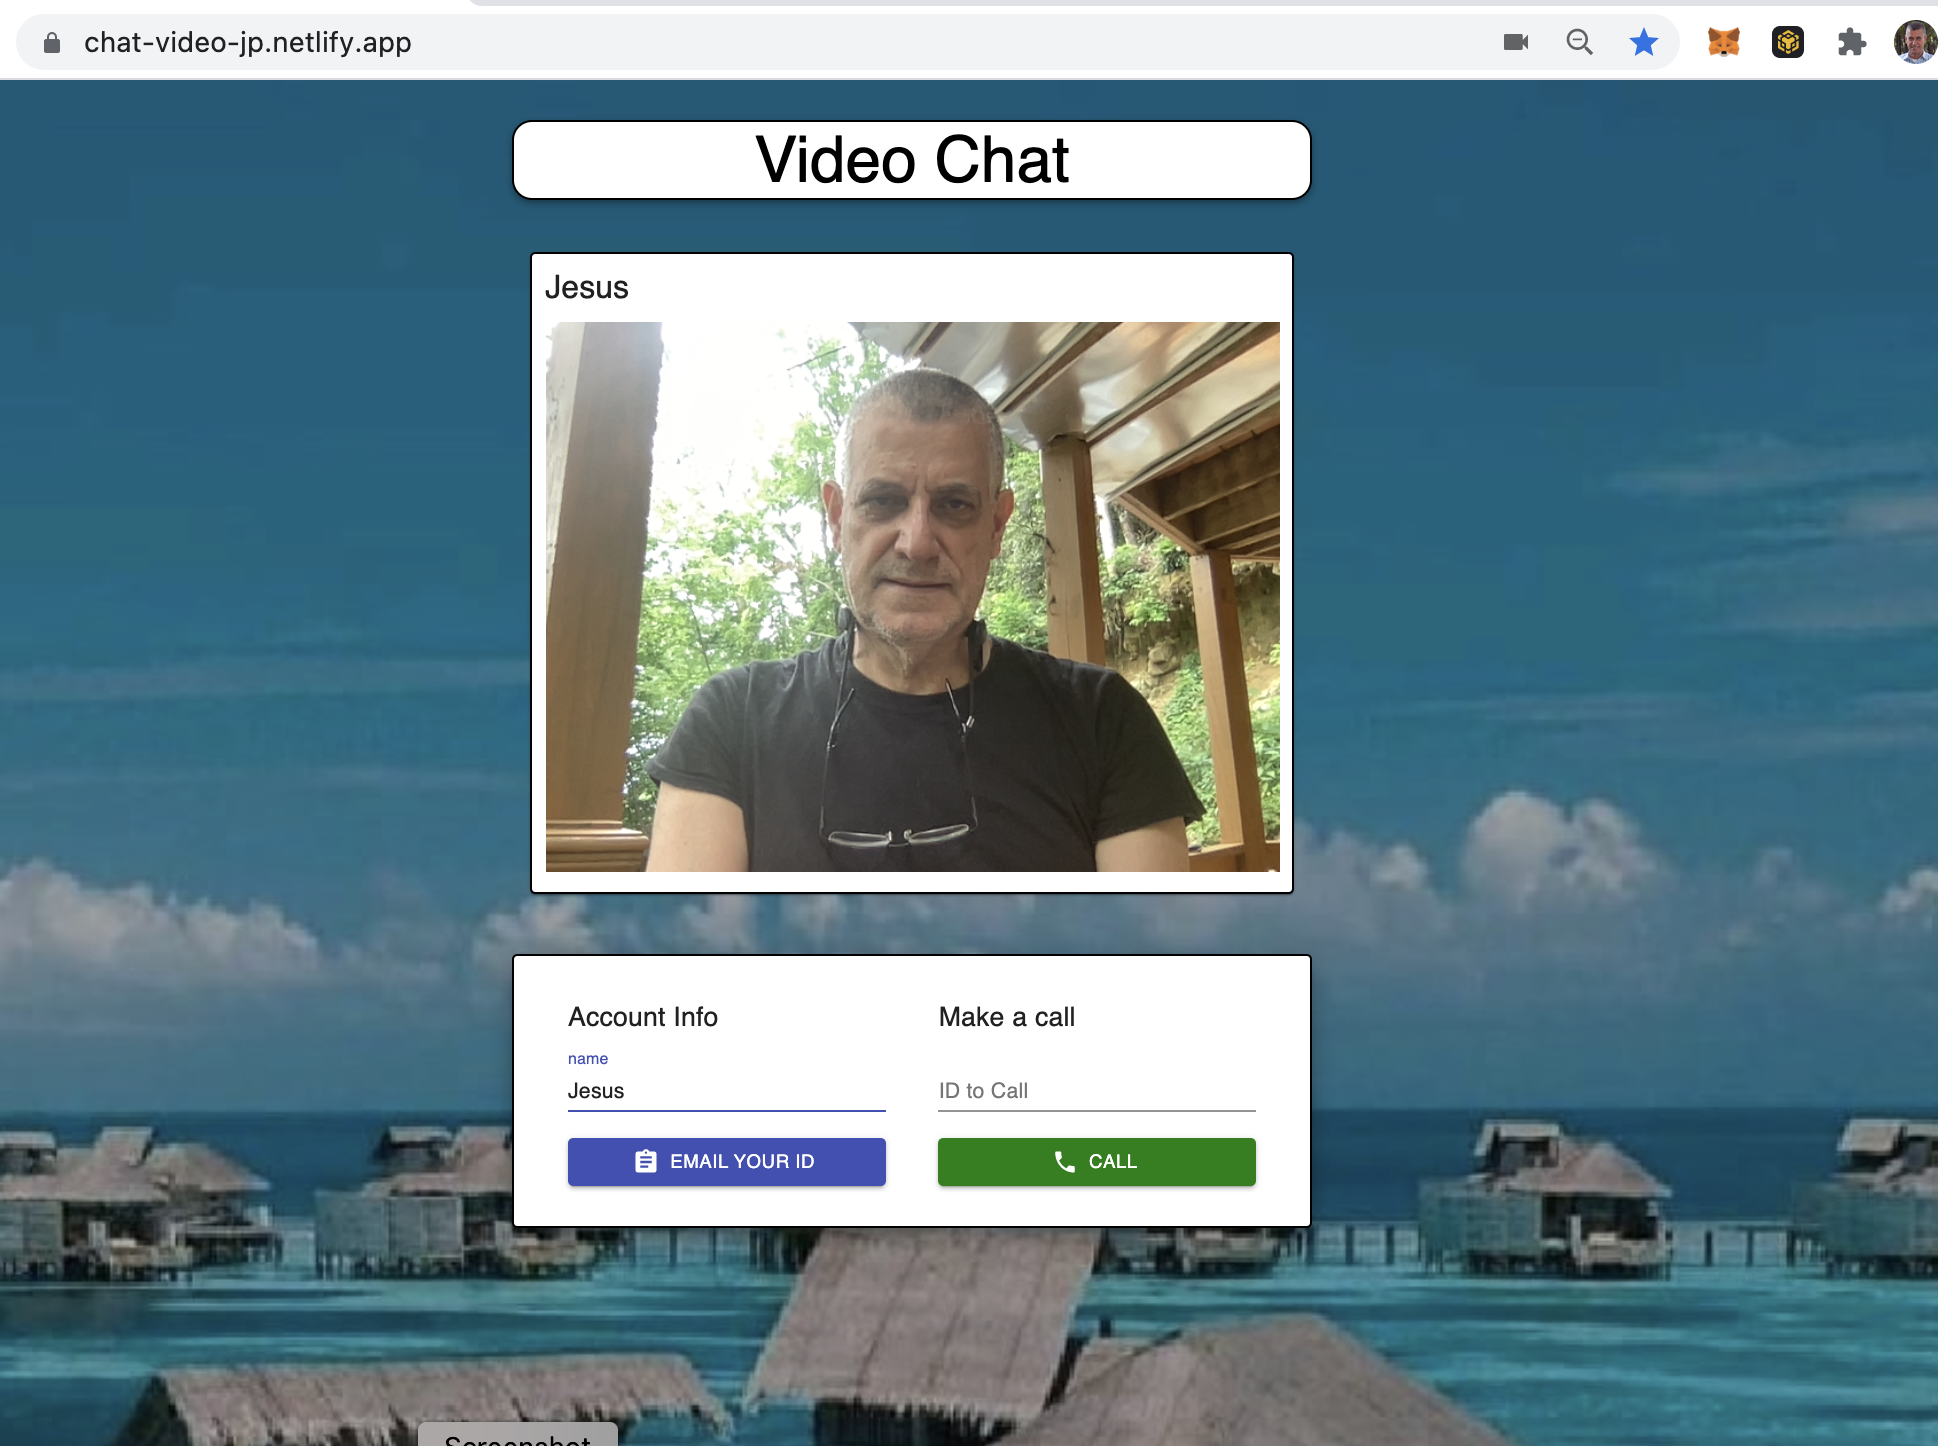 chat-video-jp.netlify.app
Video Chat
Jesus
Account Info
name
Jesus
EMAIL YOUR ID
Make a call
ID to Call
CALL
Screenshot